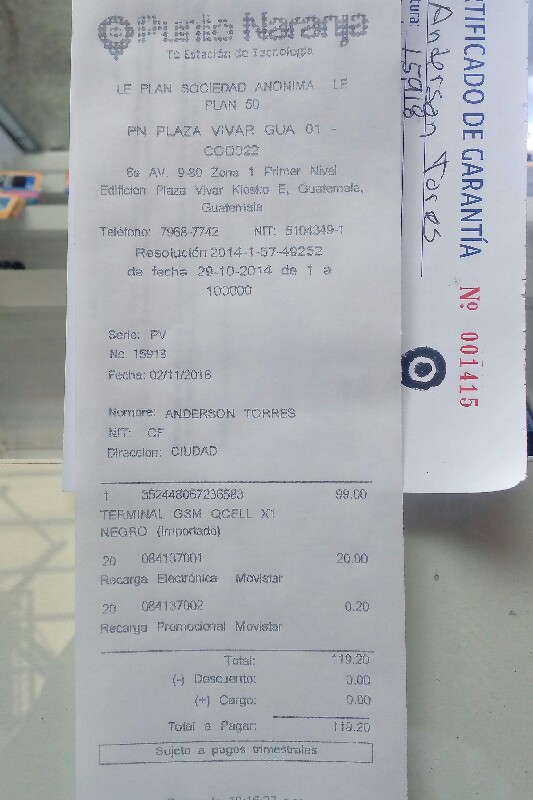 Punto Naranja
Tu Estación de Tecnología
LE PLAN SOCIEDAD ANONIMA LE
PLAN 50
PN PLAZA VIVAR GUA 01 -
COD022
6a AV. 9-80 Zona 1 Primer Nivel
Edificion Plaza Vivar Kiosko E, Guatemala,
Guatemala
Teléfono: 7968-7742 NIT: 5104349-1
Resolución 2014-1-57-49252
de fecha 29-10-2014 de 1 a
100000
Serie: PV
No. 15918
Fecha: 02/11/2016
Nombre: ANDERSON TORRES
NIT: CF
Direccion: CIUDAD
1 352448067236583 99.00
TERMINAL GSM QCELL X1
NEGRO (Importado)
20 084137001 20.00
Recarga Electrónica Movistar
20 084137002 0.20
Recarga Promocional Movistar
Total: 119.20
(-) Descuento: 0.00
(+) Cargo: 0.00
Total a Pagar: 119.20
Sujeto a pagos trimestrales
RTIFICADO DE GARANTÍA
Nº 001415
tura: 15918
Anderson Torres